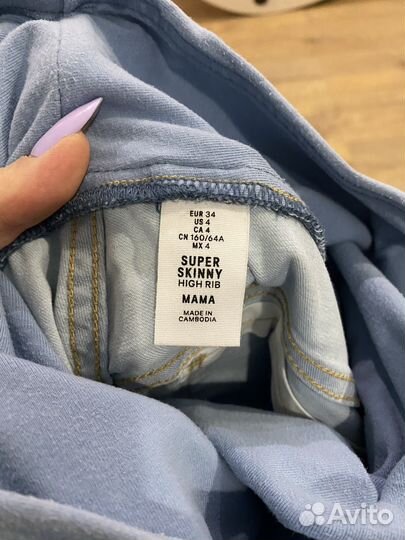 EUR 34
US 4
CA 4
CN 160/64A
MX 4
SUPER
SKINNY
HIGH RIB
MAMA
MADE IN
CAMBODIA
Avito